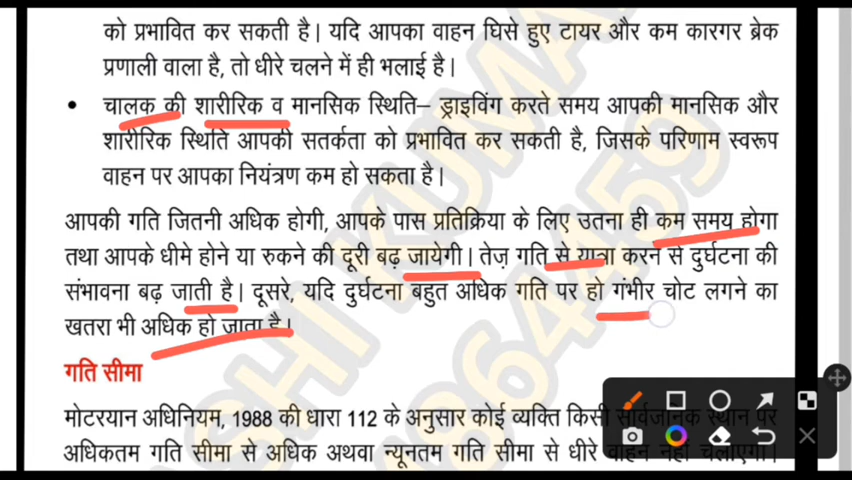 को प्रभावित कर सकती है। यदि आपका वाहन घिसे हुए टायर और कम कारगर ब्रेक
प्रणाली वाला है, तो धीरे चलने में ही भलाई है।
• चालक की शारीरिक व मानसिक स्थिति– ड्राइविंग करते समय आपकी मानसिक और
शारीरिक स्थिति आपकी सतर्कता को प्रभावित कर सकती है, जिसके परिणाम स्वरूप
वाहन पर आपका नियंत्रण कम हो सकता है।
आपकी गति जितनी अधिक होगी, आपके पास प्रतिक्रिया के लिए उतना ही कम समय होगा
तथा आपके धीमे होने या रुकने की दूरी बढ़ जायेगी। तेज़ गति से यात्रा करने से दुर्घटना की
संभावना बढ़ जाती है। दूसरे, यदि दुर्घटना बहुत अधिक गति पर हो गंभीर चोट लगने का
खतरा भी अधिक हो जाता है।
गति सीमा
मोटरयान अधिनियम, 1988 की धारा 112 के अनुसार कोई व्यक्ति किसी सार्वजनिक स्थान पर
अधिकतम गति सीमा से अधिक अथवा न्यूनतम गति सीमा से धीरे वाहन नहीं चलाएगा।